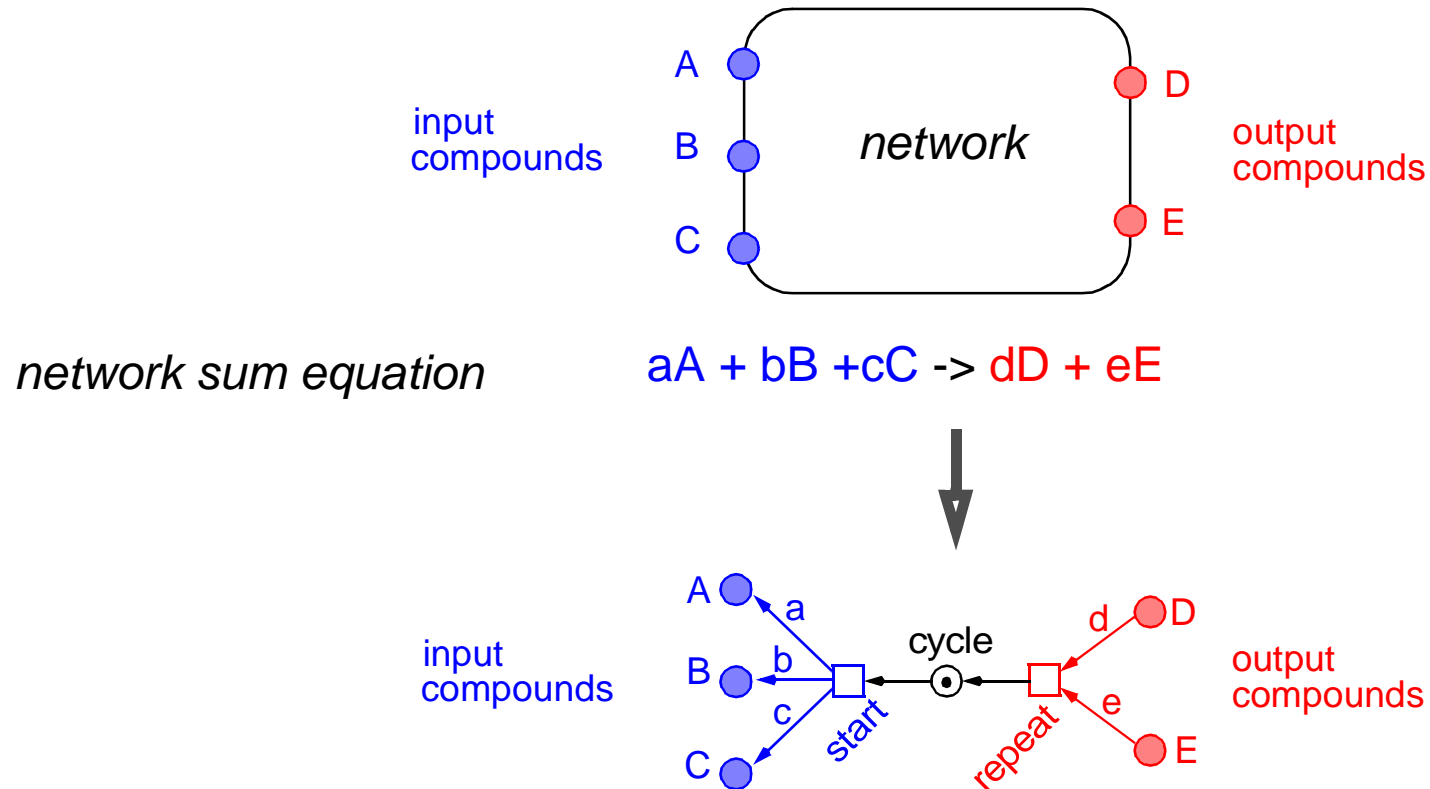 A
D
input
compounds
B
network
output
compounds
C
E
network sum equation
aA + bB +cC -> dD + eE
A
a
d
D
cycle
input
compounds
B
b
output
compounds
c
start
repeat
e
C
E